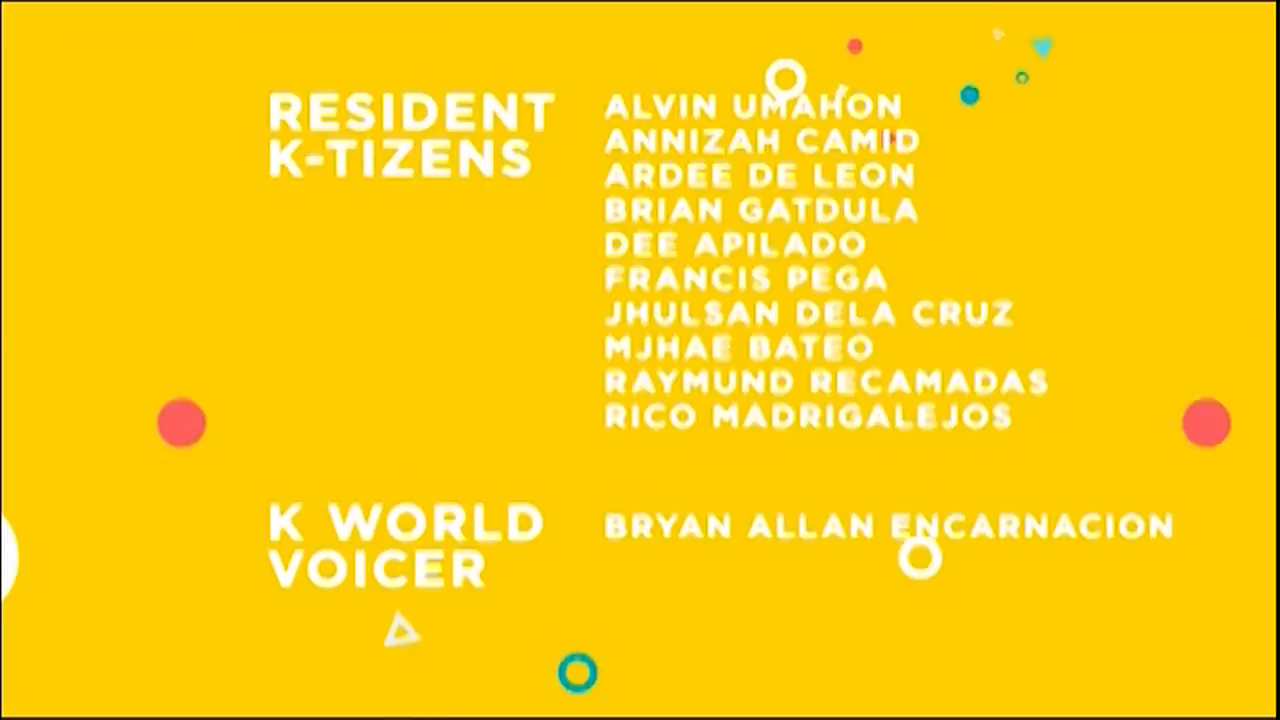 RESIDENT
K-TIZENS
ALVIN UMAHON
ANNIZAH CAMID
ARDEE DE LEON
BRIAN GATDULA
DEE APILADO
FRANCIS PEGA
JHULSAN DELA CRUZ
MJHAE BATEO
RAYMUND RECAMADAS
RICO MADRIGALEJOS
K WORLD
VOICER
BRYAN ALLAN ENCARNACION